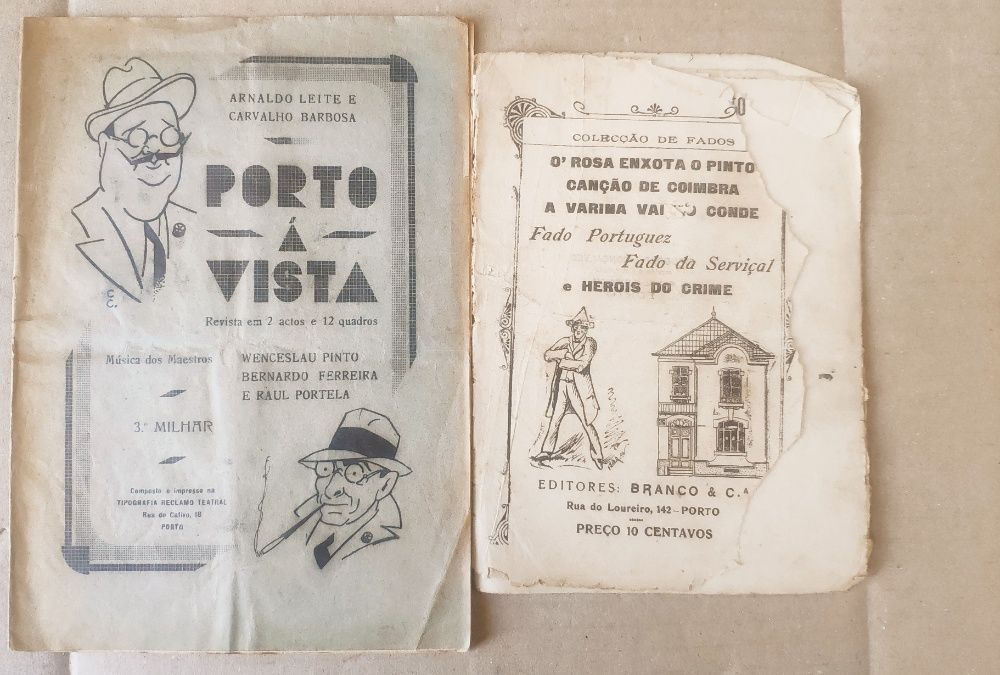 ARNALDO LEITE E
CARVALHO BARBOSA
PORTO
Á
VISTA
Revista em 2 actos e 12 quadros
Música dos Maestros
WENCESLAU PINTO
BERNARDO FERREIRA
E RAUL PORTELA
3.º MILHAR
Composto e impresso na
TIPOGRAFIA RECLAMO TEATRAL
Rua do Cativo, 18
PORTO
C
C.
COLECÇÃO DE FADOS
O' ROSA ENXOTA O PINTO
CANÇÃO DE COIMBRA
A VARINA VAI NO CONDE
Fado Portuguez
Fado da Serviçal
e HEROIS DO CRIME
EDITORES: BRANCO & C.ª
Rua do Loureiro, 142-PORTO
PREÇO 10 CENTAVOS